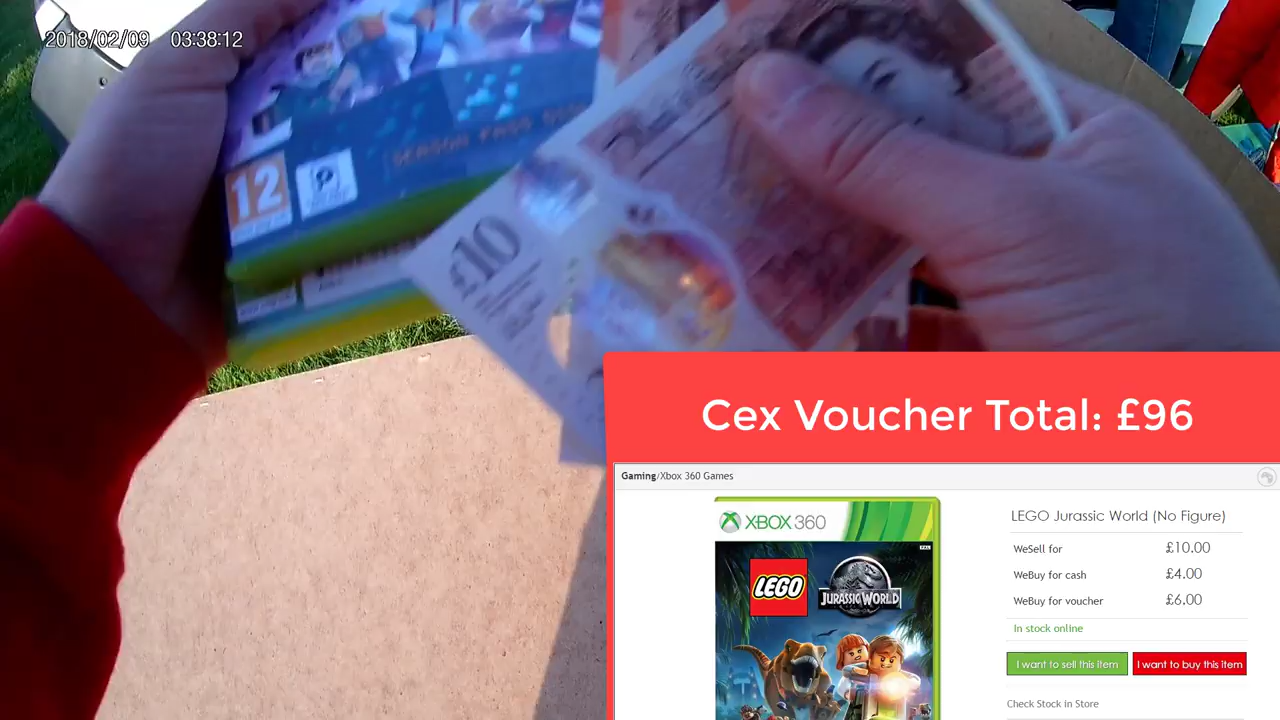 2018/02/09 03:38:12
SEASON PASS
12
£10
Cex Voucher Total: £96
Gaming/Xbox 360 Games
XBOX 360
LEGO
JURASSIC WORLD
LEGO Jurassic World (No Figure)
WeSell for £10.00
WeBuy for cash £4.00
WeBuy for voucher £6.00
In stock online
I want to sell this item I want to buy this item
Check Stock in Store